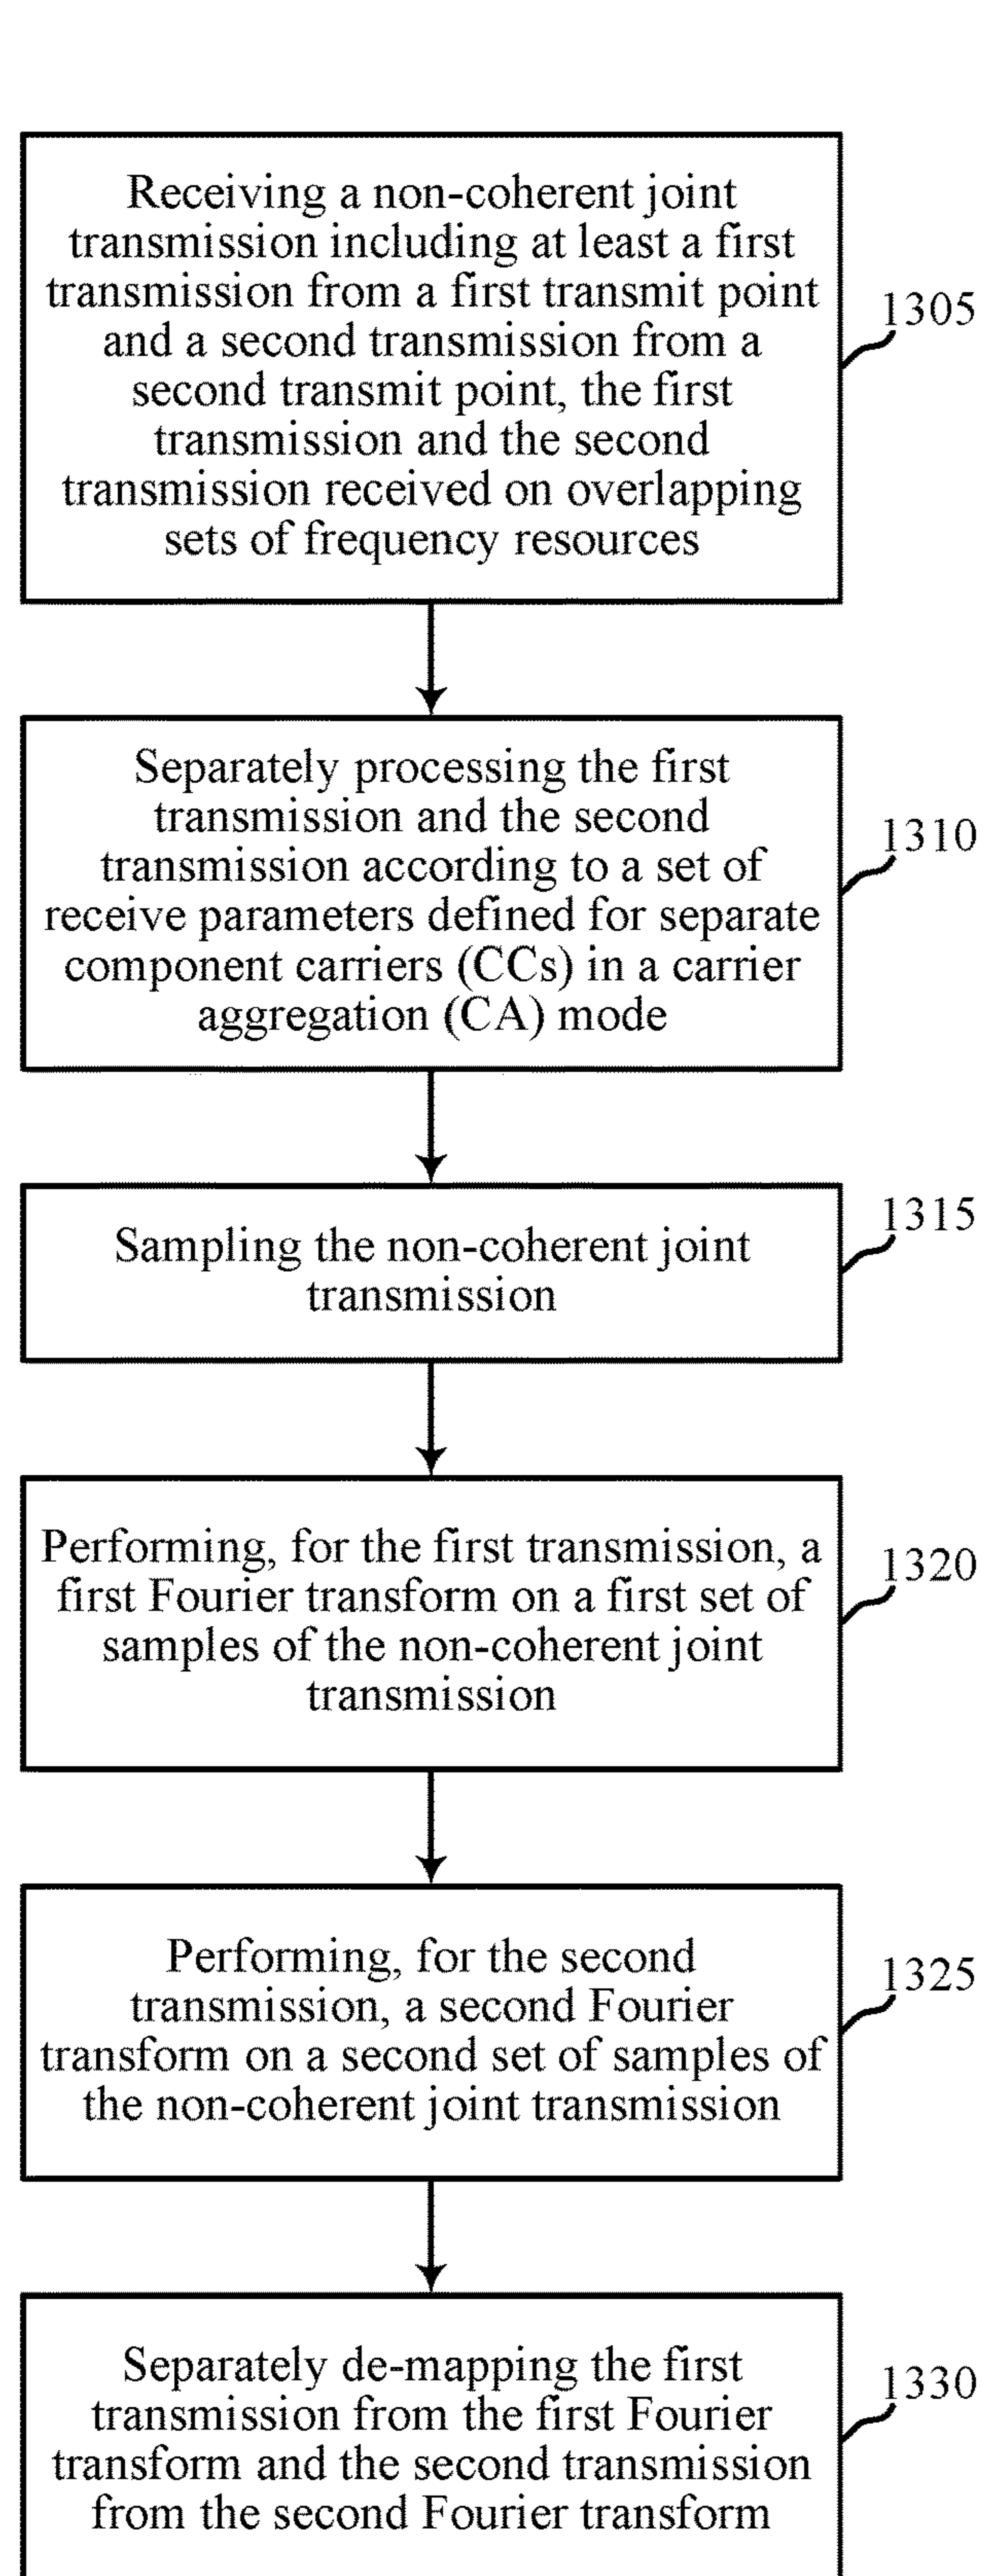 Receiving a non-coherent joint
transmission including at least a first
transmission from a first transmit point
and a second transmission from a
second transmit point, the first
transmission and the second
transmission received on overlapping
sets of frequency resources
1305
Separately processing the first
transmission and the second
transmission according to a set of
receive parameters defined for separate
component carriers (CCs) in a carrier
aggregation (CA) mode
1310
Sampling the non-coherent joint
transmission
1315
Performing, for the first transmission, a
first Fourier transform on a first set of
samples of the non-coherent joint
transmission
1320
Performing, for the second
transmission, a second Fourier
transform on a second set of samples of
the non-coherent joint transmission
1325
Separately de-mapping the first
transmission from the first Fourier
transform and the second transmission
from the second Fourier transform
1330